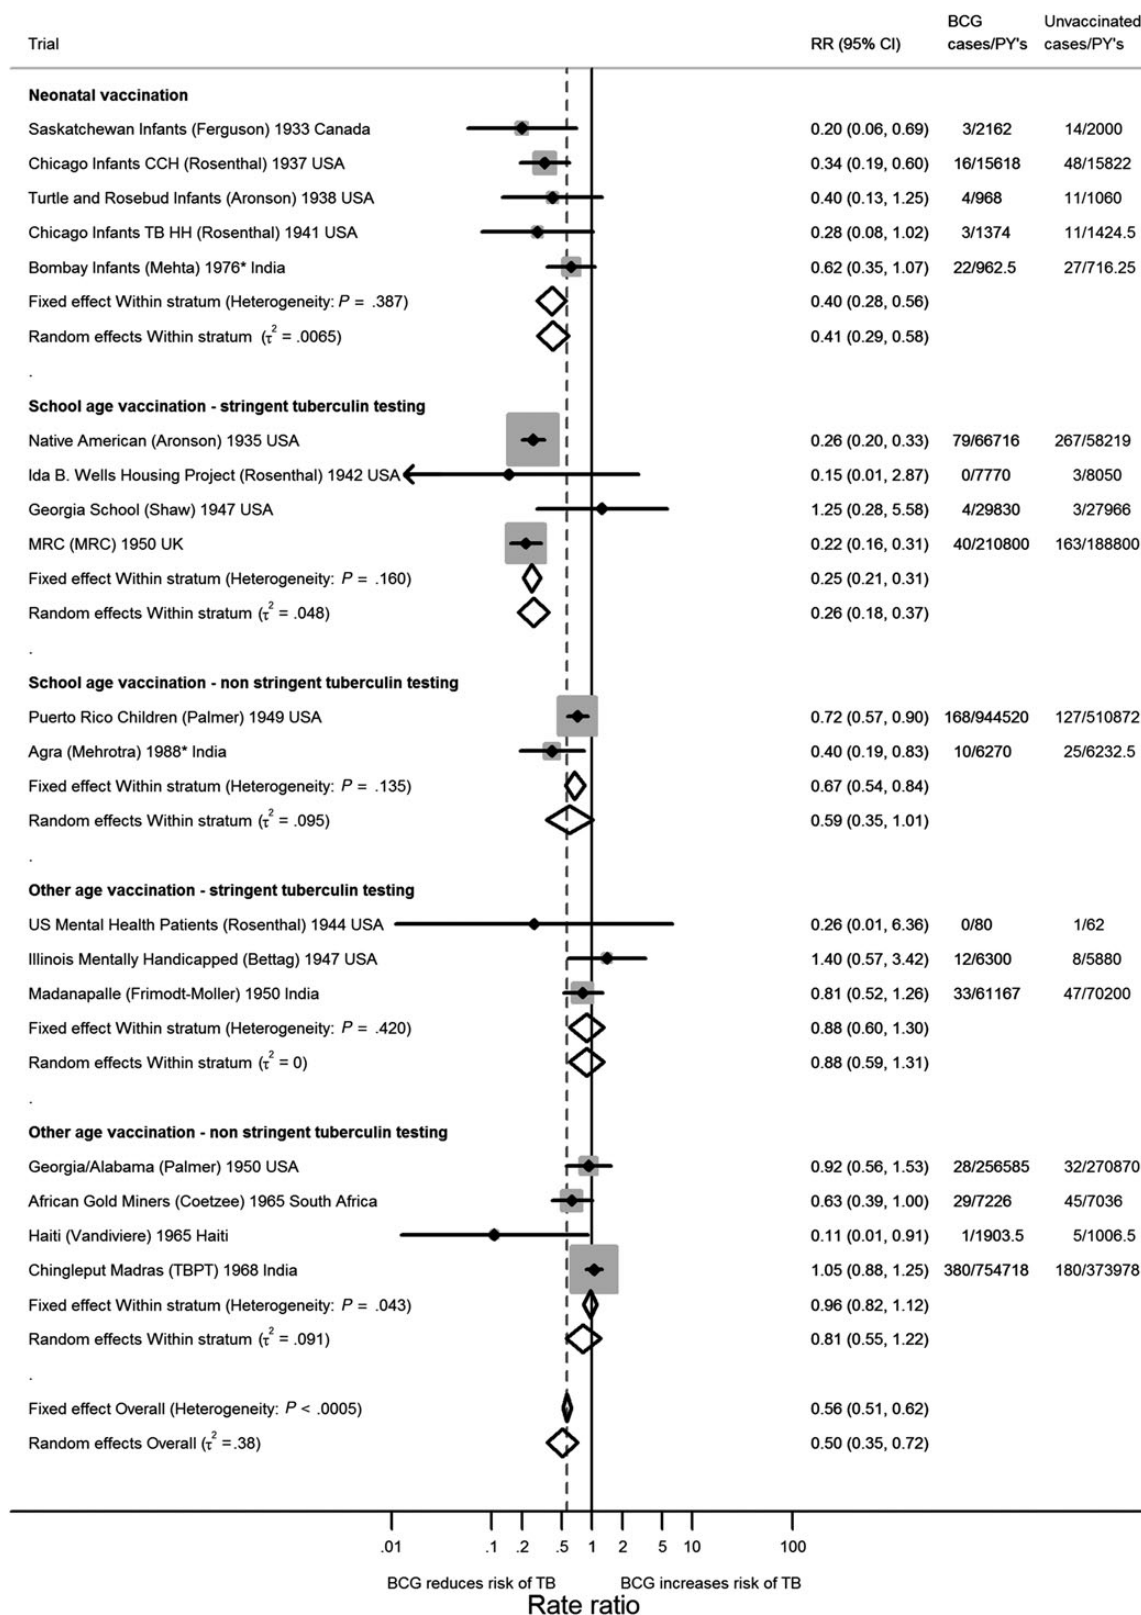 BCG Unvaccinated
Trial RR (95% CI) cases/PY's cases/PY's
Neonatal vaccination
Saskatchewan Infants (Ferguson) 1933 Canada 0.20 (0.06, 0.69) 3/2162 14/2000
Chicago Infants CCH (Rosenthal) 1937 USA 0.34 (0.19, 0.60) 16/15618 48/15822
Turtle and Rosebud Infants (Aronson) 1938 USA 0.40 (0.13, 1.25) 4/968 11/1060
Chicago Infants TB HH (Rosenthal) 1941 USA 0.28 (0.08, 1.02) 3/1374 11/1424.5
Bombay Infants (Mehta) 1976* India 0.62 (0.35, 1.07) 22/962.5 27/716.25
Fixed effect Within stratum (Heterogeneity: P = .387) 0.40 (0.28, 0.56)
Random effects Within stratum (τ² = .0065) 0.41 (0.29, 0.58)
.
School age vaccination - stringent tuberculin testing
Native American (Aronson) 1935 USA 0.26 (0.20, 0.33) 79/66716 267/58219
Ida B. Wells Housing Project (Rosenthal) 1942 USA 0.15 (0.01, 2.87) 0/7770 3/8050
Georgia School (Shaw) 1947 USA 1.25 (0.28, 5.58) 4/29830 3/27966
MRC (MRC) 1950 UK 0.22 (0.16, 0.31) 40/210800 163/188800
Fixed effect Within stratum (Heterogeneity: P = .160) 0.25 (0.21, 0.31)
Random effects Within stratum (τ² = .048) 0.26 (0.18, 0.37)
.
School age vaccination - non stringent tuberculin testing
Puerto Rico Children (Palmer) 1949 USA 0.72 (0.57, 0.90) 168/944520 127/510872
Agra (Mehrotra) 1988* India 0.40 (0.19, 0.83) 10/6270 25/6232.5
Fixed effect Within stratum (Heterogeneity: P = .135) 0.67 (0.54, 0.84)
Random effects Within stratum (τ² = .095) 0.59 (0.35, 1.01)
.
Other age vaccination - stringent tuberculin testing
US Mental Health Patients (Rosenthal) 1944 USA 0.26 (0.01, 6.36) 0/80 1/62
Illinois Mentally Handicapped (Bettag) 1947 USA 1.40 (0.57, 3.42) 12/6300 8/5880
Madanapalle (Frimodt-Moller) 1950 India 0.81 (0.52, 1.26) 33/61167 47/70200
Fixed effect Within stratum (Heterogeneity: P = .420) 0.88 (0.60, 1.30)
Random effects Within stratum (τ² = 0) 0.88 (0.59, 1.31)
.
Other age vaccination - non stringent tuberculin testing
Georgia/Alabama (Palmer) 1950 USA 0.92 (0.56, 1.53) 28/256585 32/270870
African Gold Miners (Coetzee) 1965 South Africa 0.63 (0.39, 1.00) 29/7226 45/7036
Haiti (Vandiviere) 1965 Haiti 0.11 (0.01, 0.91) 1/1903.5 5/1006.5
Chingleput Madras (TBPT) 1968 India 1.05 (0.88, 1.25) 380/754718 180/373978
Fixed effect Within stratum (Heterogeneity: P = .043) 0.96 (0.82, 1.12)
Random effects Within stratum (τ² = .091) 0.81 (0.55, 1.22)
.
Fixed effect Overall (Heterogeneity: P < .0005) 0.56 (0.51, 0.62)
Random effects Overall (τ² =.38) 0.50 (0.35, 0.72)
.01 .1 .2 .5 1 2 5 10 100
BCG reduces risk of TB BCG increases risk of TB
Rate ratio